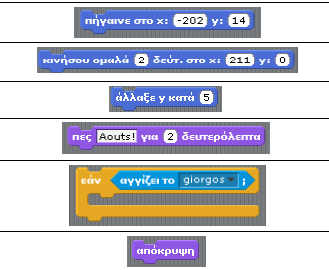 πήγαινε στο x: -202 y: 14
κινήσου ομαλά 2 δεύτ. στο x: 211 y: 0
άλλαξε y κατά 5
πες Aouts! για 2 δευτερόλεπτα
εάν αγγίζει το giorgos ;
απόκρυψη